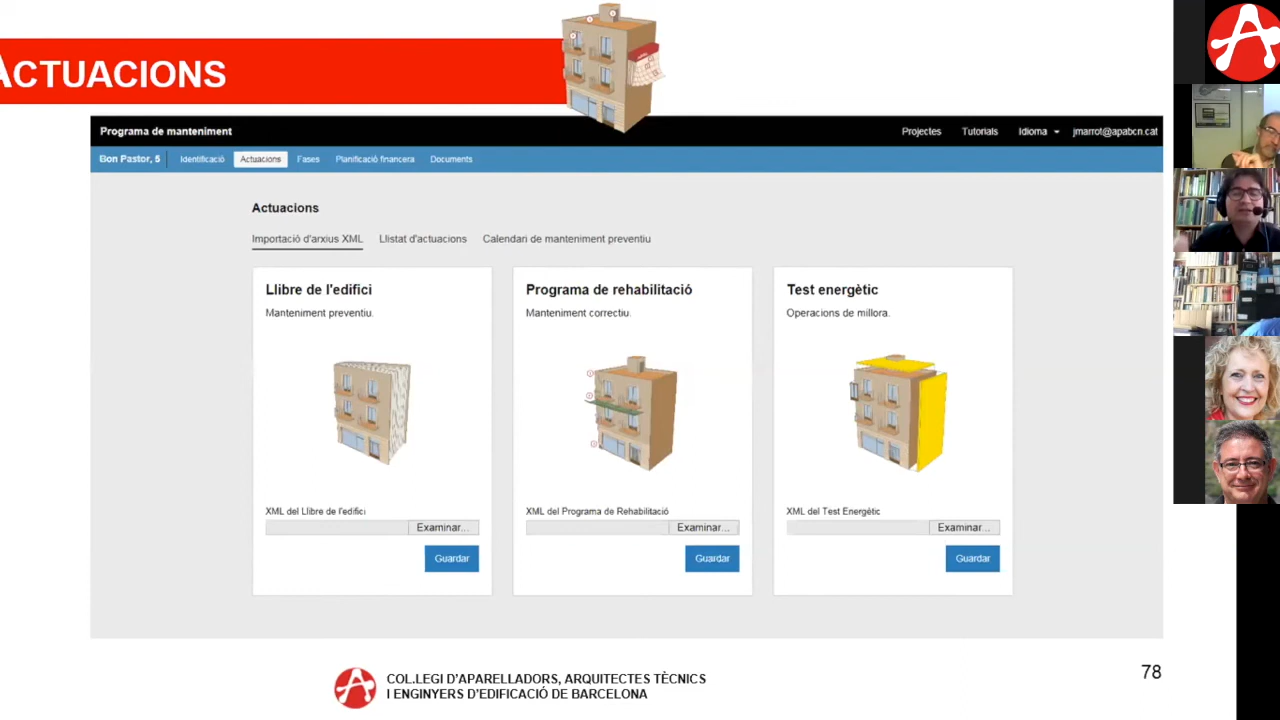 ACTUACIONS
Programa de manteniment
Projectes Tutorials Idioma jmarrot@apabcn.cat
Bon Pastor, 5 Identificació Actuacions Fases Planificació financera Documents
Actuacions
Importació d'arxius XML Llistat d'actuacions Calendari de manteniment preventiu
Llibre de l'edifici
Manteniment preventiu.
XML del Llibre de l'edifici
Examinar...
Guardar
Programa de rehabilitació
Manteniment correctiu.
XML del Programa de Rehabilitació
Examinar...
Guardar
Test energètic
Operacions de millora.
XML del Test Energètic
Examinar...
Guardar
COL.LEGI D'APARELLADORS, ARQUITECTES TÈCNICS
I ENGINYERS D'EDIFICACIÓ DE BARCELONA
78